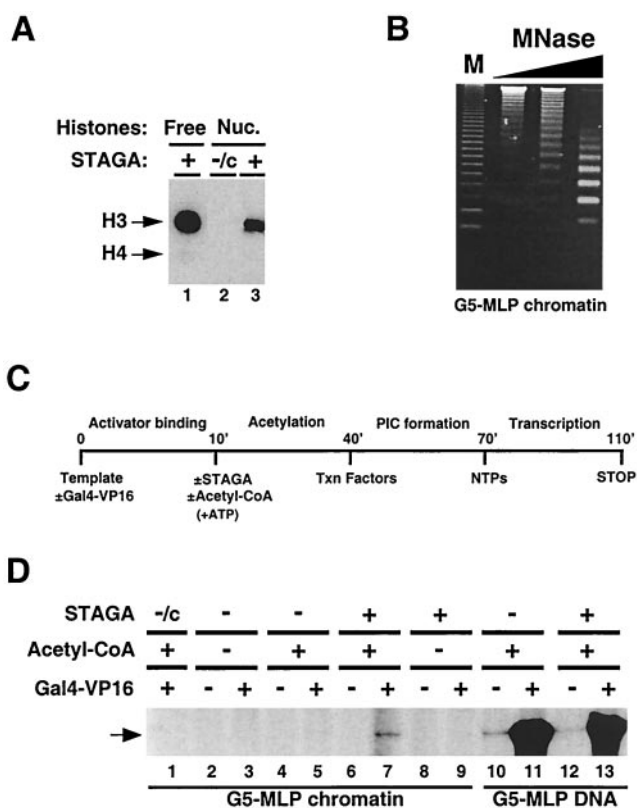 A
Histones: Free Nuc.
STAGA: + -/c +
H3
H4
1 2 3
B
MNase
M
G5-MLP chromatin
C
Activator binding Acetylation PIC formation Transcription
0 10' 40' 70' 110'
Template ±STAGA Txn Factors NTPs STOP
±Gal4-VP16 ±Acetyl-CoA
(+ATP)
D
STAGA -/c - - + + - +
Acetyl-CoA + - + + - + +
Gal4-VP16 + - + - + - + - + - + - +
1 2 3 4 5 6 7 8 9 10 11 12 13
G5-MLP chromatin G5-MLP DNA